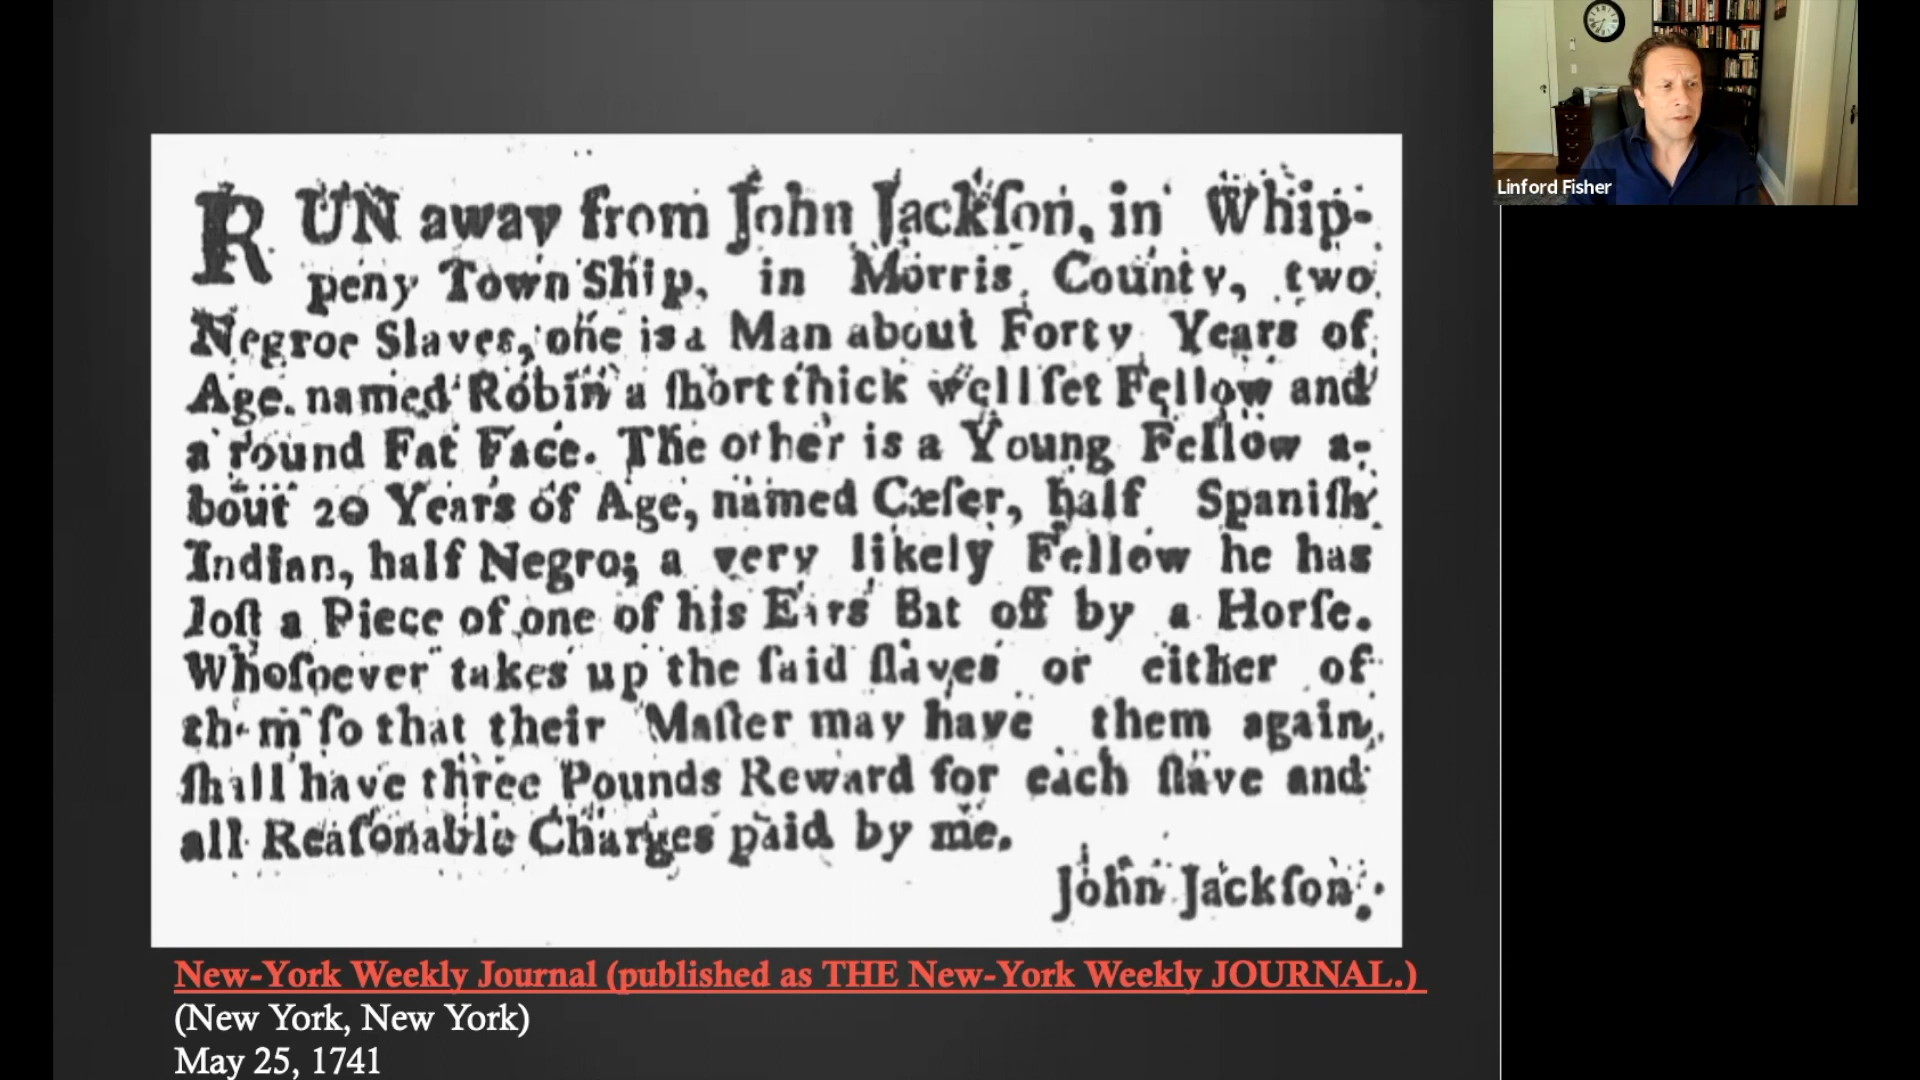 RUN away from John Jackſon, in Whip-
peny Town Ship, in Morris County, two
Negroe Slaves, one is a Man about Forty Years of
Age. named Robin a ſhort thick well ſet Fellow and
a round Fat Face. The other is a Young Fellow a-
bout 20 Years of Age, named Cæſer, half Spaniſh
Indian, half Negro; a very likely Fellow he has
loſt a Piece of one of his Ears Bit off by a Horſe.
Whoſoever takes up the ſaid ſlaves or either of
them ſo that their Maſter may have them again,
ſhall have three Pounds Reward for each ſlave and
all Reaſonable Charges paid by me.
John Jackſon.
New-York Weekly Journal (published as THE New-York Weekly JOURNAL.)
(New York, New York)
May 25, 1741
Linford Fisher